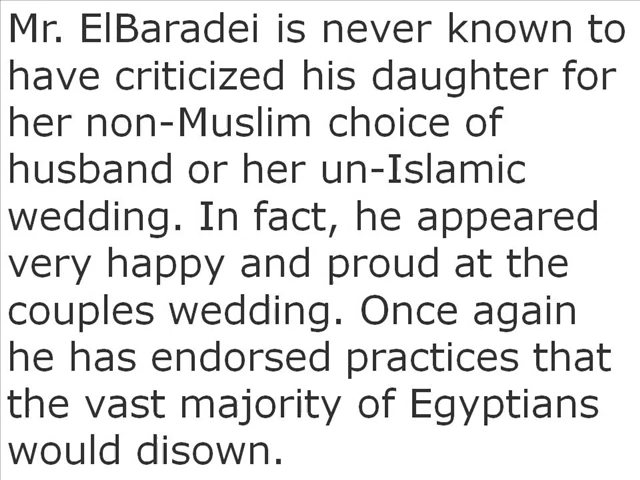 Mr. ElBaradei is never known to
have criticized his daughter for
her non-Muslim choice of
husband or her un-Islamic
wedding. In fact, he appeared
very happy and proud at the
couples wedding. Once again
he has endorsed practices that
the vast majority of Egyptians
would disown.